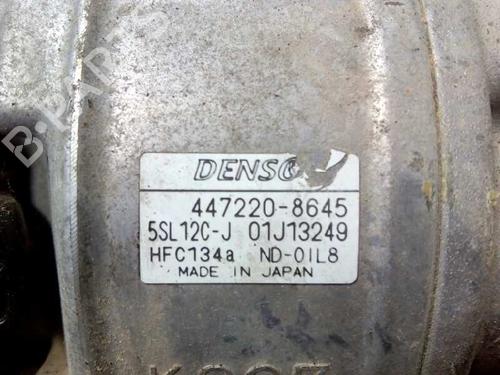 B-PARTS
DENSO
447220-8645
5SL12C-J 01J13249
HFC134a ND-OIL8
MADE IN JAPAN